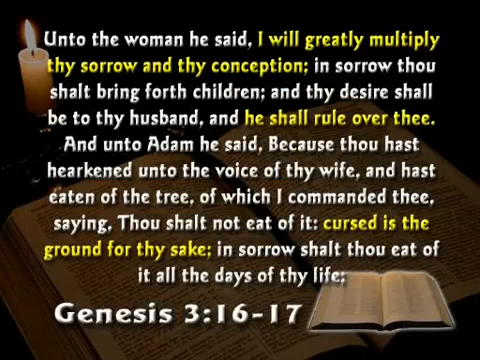 Unto the woman he said, I will greatly multiply
thy sorrow and thy conception; in sorrow thou
shalt bring forth children; and thy desire shall
be to thy husband, and he shall rule over thee.
And unto Adam he said, Because thou hast
hearkened unto the voice of thy wife, and hast
eaten of the tree, of which I commanded thee,
saying, Thou shalt not eat of it: cursed is the
ground for thy sake; in sorrow shalt thou eat of
it all the days of thy life;
Genesis 3:16-17